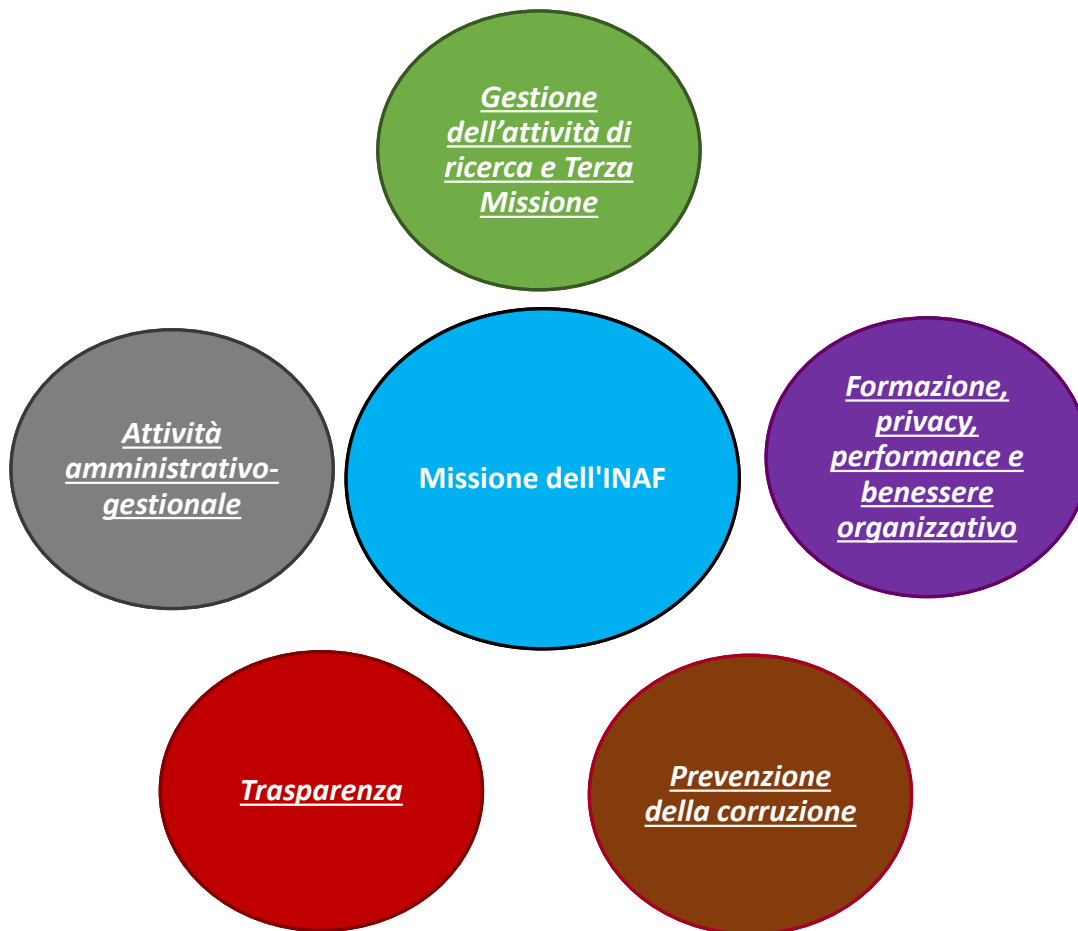 Gestione
dell’attività di
ricerca e Terza
Missione
Attività
amministrativo-
gestionale
Missione dell'INAF
Formazione,
privacy,
performance e
benessere
organizzativo
Trasparenza
Prevenzione
della corruzione